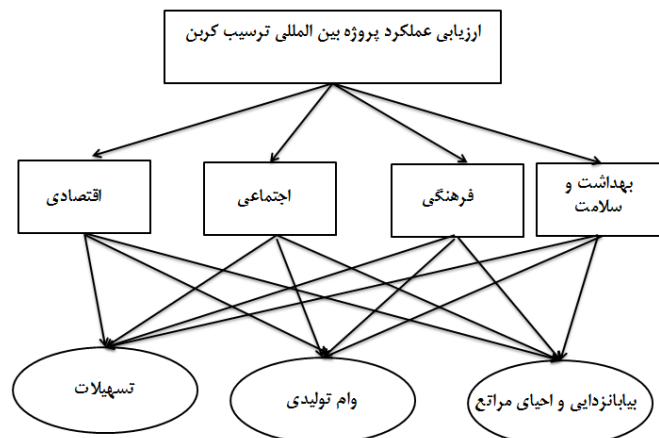 ارزیابی عملکرد پروژه بین المللی ترسیب کربن
بهداشت و
سلامت
فرهنگی
اجتماعی
اقتصادی
بیابانزدایی و احیای مراتع
وام تولیدی
تسهیلات